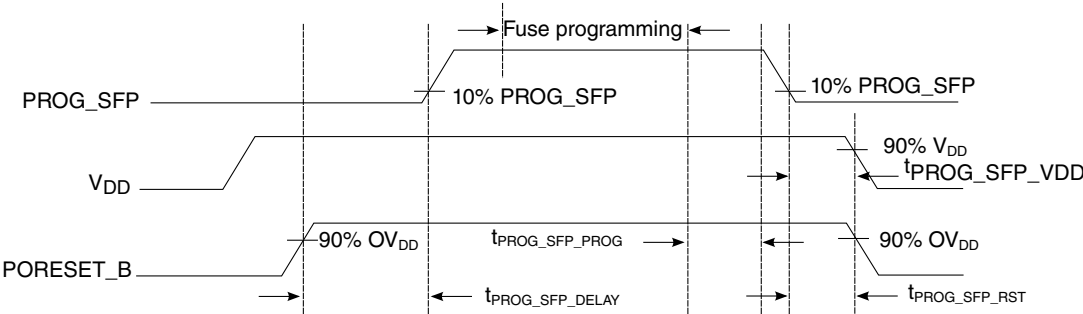 Fuse programming
PROG_SFP
10% PROG_SFP
10% PROG_SFP
VDD
90% VDD
tPROG_SFP_VDD
PORESET_B
90% OVDD
tPROG_SFP_PROG
90% OVDD
tPROG_SFP_DELAY
tPROG_SFP_RST